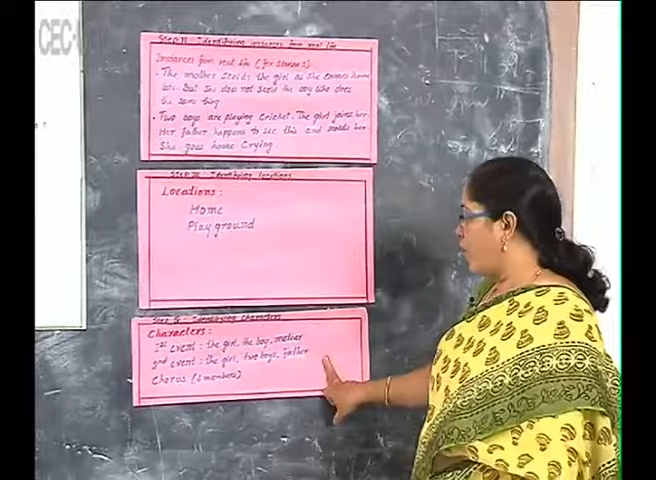 CEC-U
Step II : Identifying instances from real life
Instances from real life (for stanza 2)
• The mother scolds the girl as she comes home
late. But she does not scold the boy who does
the same thing.
• Two boys are playing cricket. The girl joins
Her father happens to see this and scolds her
She goes home Crying.
Step III : Identifying locations
Locations :
Home
Playground
Step IV : Identifying Characters
Characters :
1st event : the girl, the boy, mother
2nd event : the girl, two boys, father
Chorus (6 members)